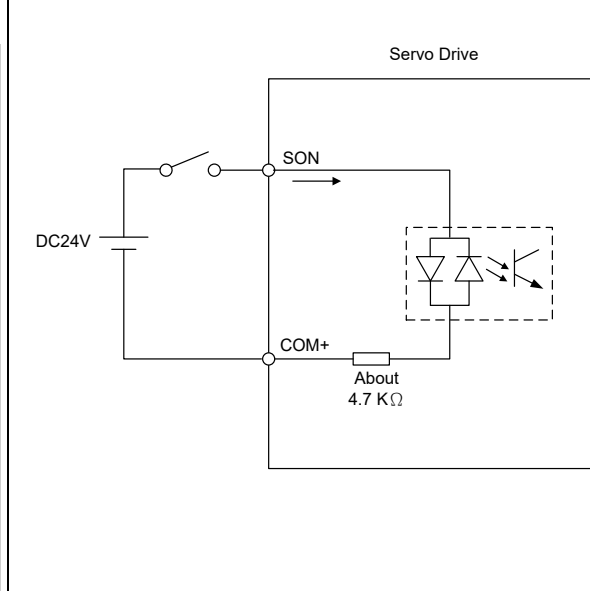 Servo Drive
SON
DC24V
COM+
About
4.7 KΩ